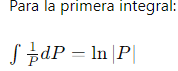 Para la primera integral:
∫ 1/P dP = ln |P|